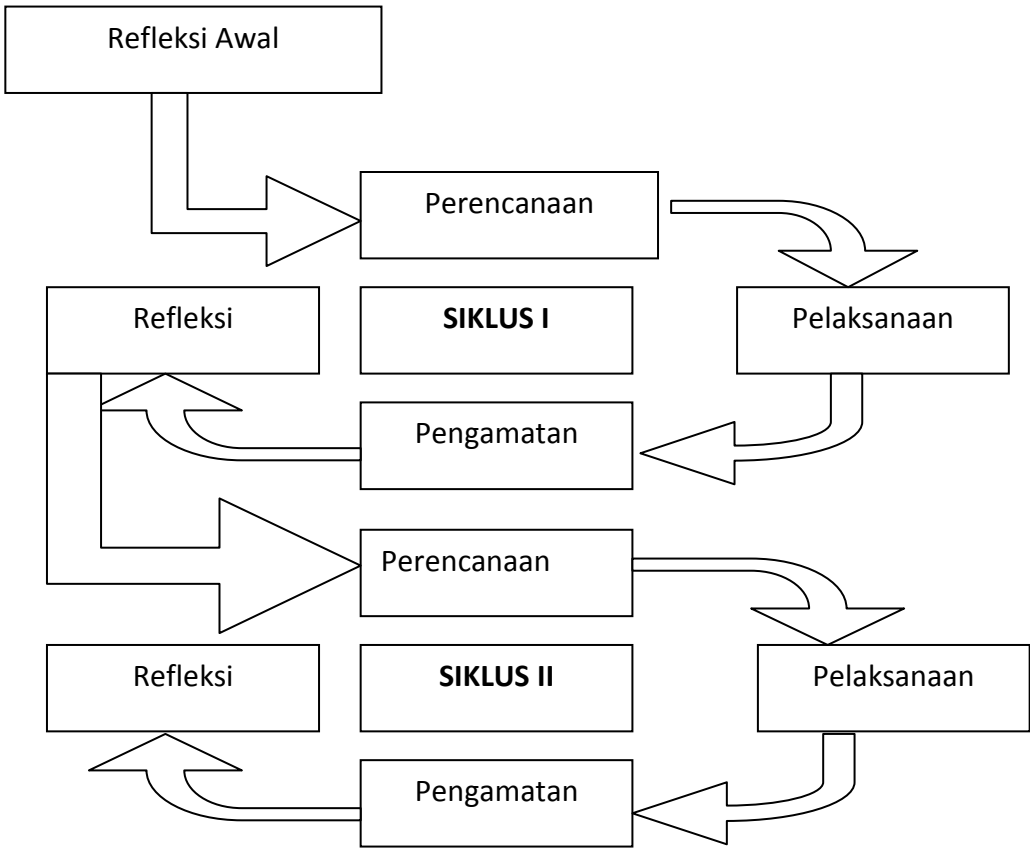 Refleksi Awal
Perencanaan
Refleksi
SIKLUS I
Pelaksanaan
Pengamatan
Perencanaan
Refleksi
SIKLUS II
Pelaksanaan
Pengamatan